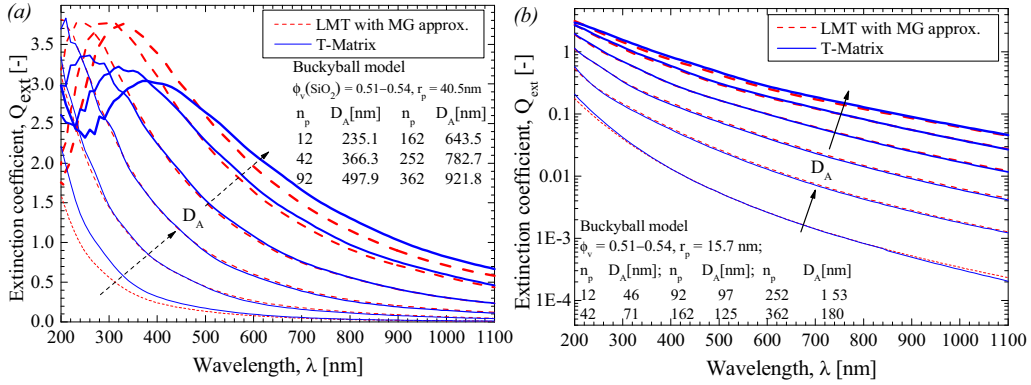 (a)
LMT with MG approx.
T-Matrix
Buckyball model
ϕv(SiO2) = 0.51–0.54, rp = 40.5nm
np DA[nm] np DA[nm]
12 235.1 162 643.5
42 366.3 252 782.7
92 497.9 362 921.8
DA
Extinction coefficient, Qext [-]
3.5
3.0
2.5
2.0
1.5
1.0
0.5
0.0
200 300 400 500 600 700 800 900 1000 1100
Wavelength, λ [nm]
(b)
LMT with MG approx.
T-Matrix
DA
Buckyball model
ϕv = 0.51–0.54, rp = 15.7 nm;
np DA[nm]; np DA[nm]; np DA[nm]
12 46 92 97 252 1 53
42 71 162 125 362 180
Extinction coefficient, Qext [-]
1
0.1
0.01
1E-3
1E-4
200 300 400 500 600 700 800 900 1000 1100
Wavelength, λ [nm]